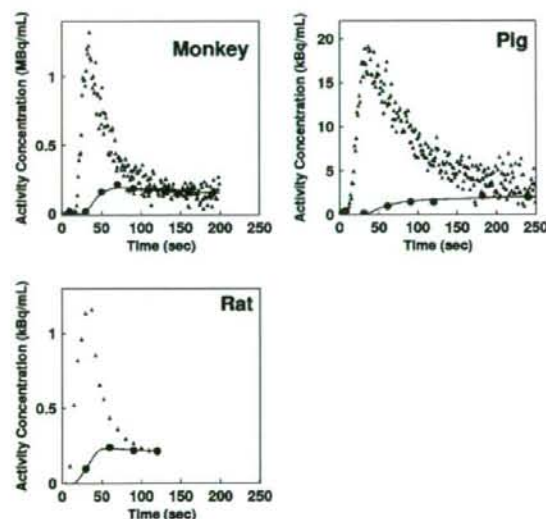 Monkey
Activity Concentration (MBq/mL)
1
0.5
0
0 50 100 150 200 250
Time (sec)
Pig
Activity Concentration (kBq/mL)
20
15
10
5
0
0 50 100 150 200 250
Time (sec)
Rat
Activity Concentration (kBq/mL)
1
0.5
0
0 50 100 150 200 250
Time (sec)